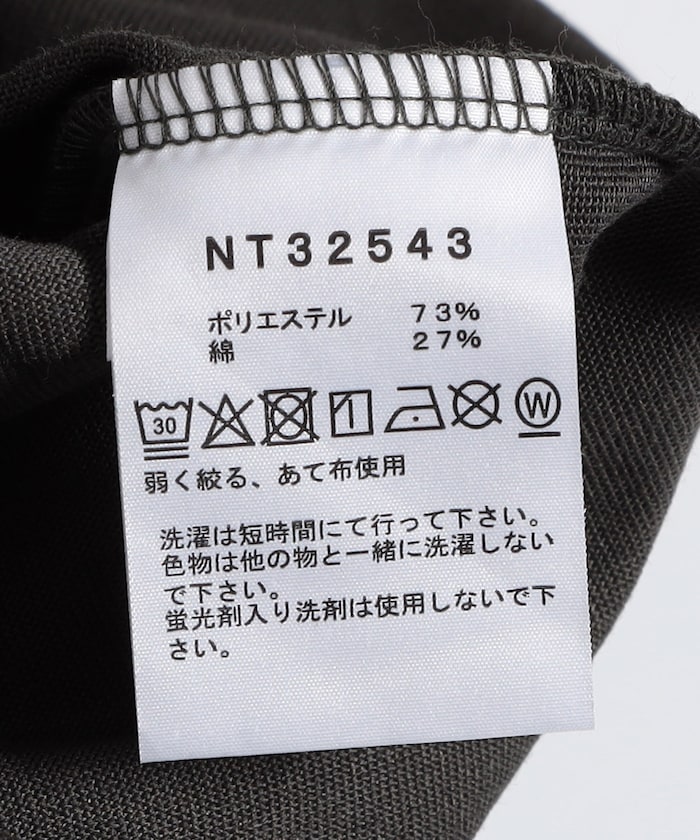 NT32543
ポリエステル 73%
綿 27%
30 W
弱く絞る、あて布使用
洗濯は短時間にて行って下さい。
色物は他の物と一緒に洗濯しない
で下さい。
蛍光剤入り洗剤は使用しないで下
さい。